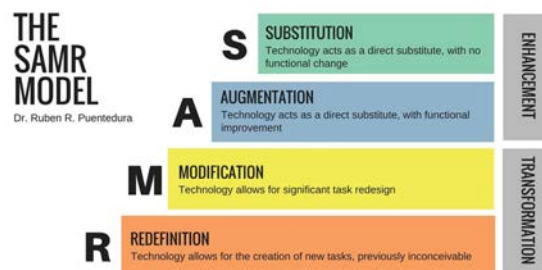 THE
SAMR
MODEL
Dr. Ruben R. Puentedura
S
SUBSTITUTION
Technology acts as a direct substitute, with no
functional change
A
AUGMENTATION
Technology acts as a direct substitute, with functional
improvement
M
MODIFICATION
Technology allows for significant task redesign
R
REDEFINITION
Technology allows for the creation of new tasks, previously inconceivable
ENHANCEMENT
TRANSFORMATION